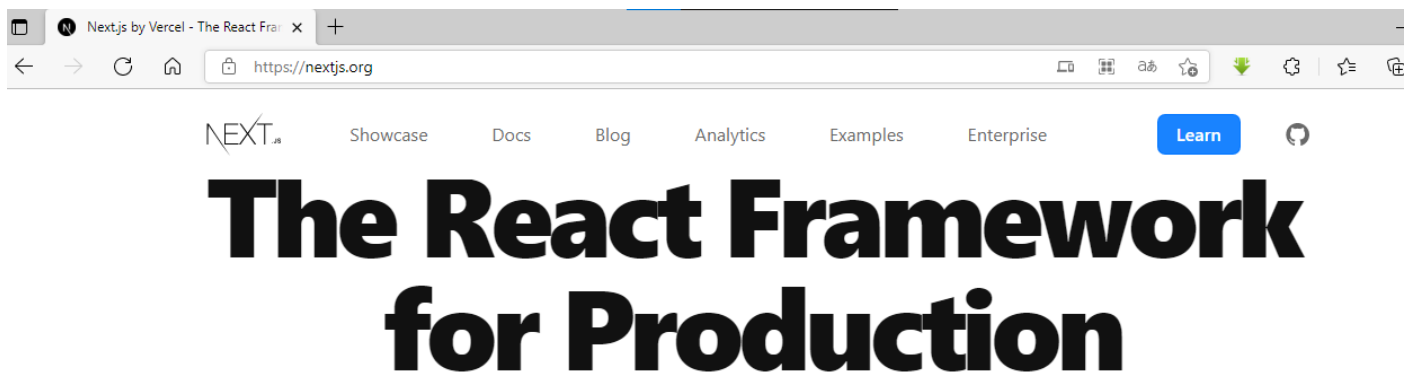 Next.js by Vercel - The React Fra
https://nextjs.org
NEXT.JS Showcase Docs Blog Analytics Examples Enterprise Learn
The React Framework
for Production